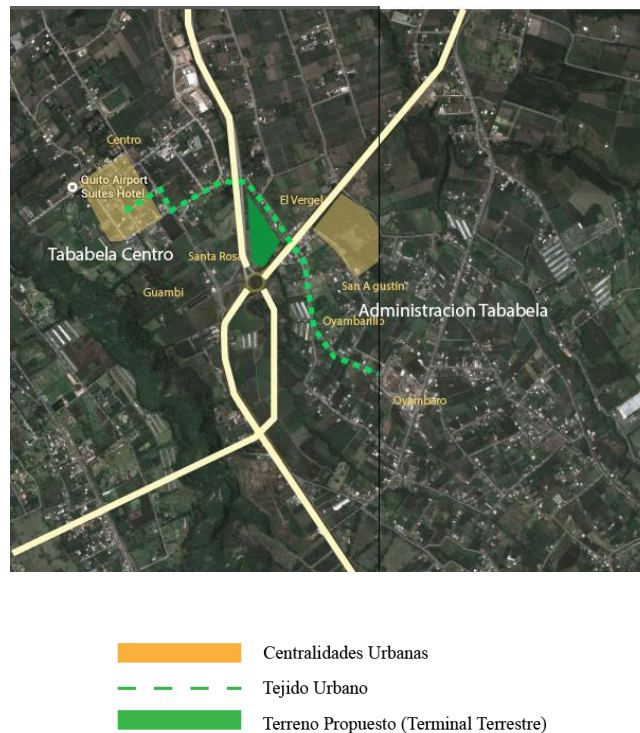 Centro
Quito Airport
Suites Hotel
El Vergel
Tababela Centro
Santa Rosa
Guambi
San Agustin
Administracion Tababela
Oyambarillo
Oyambaro
Centralidades Urbanas
Tejido Urbano
Terreno Propuesto (Terminal Terrestre)